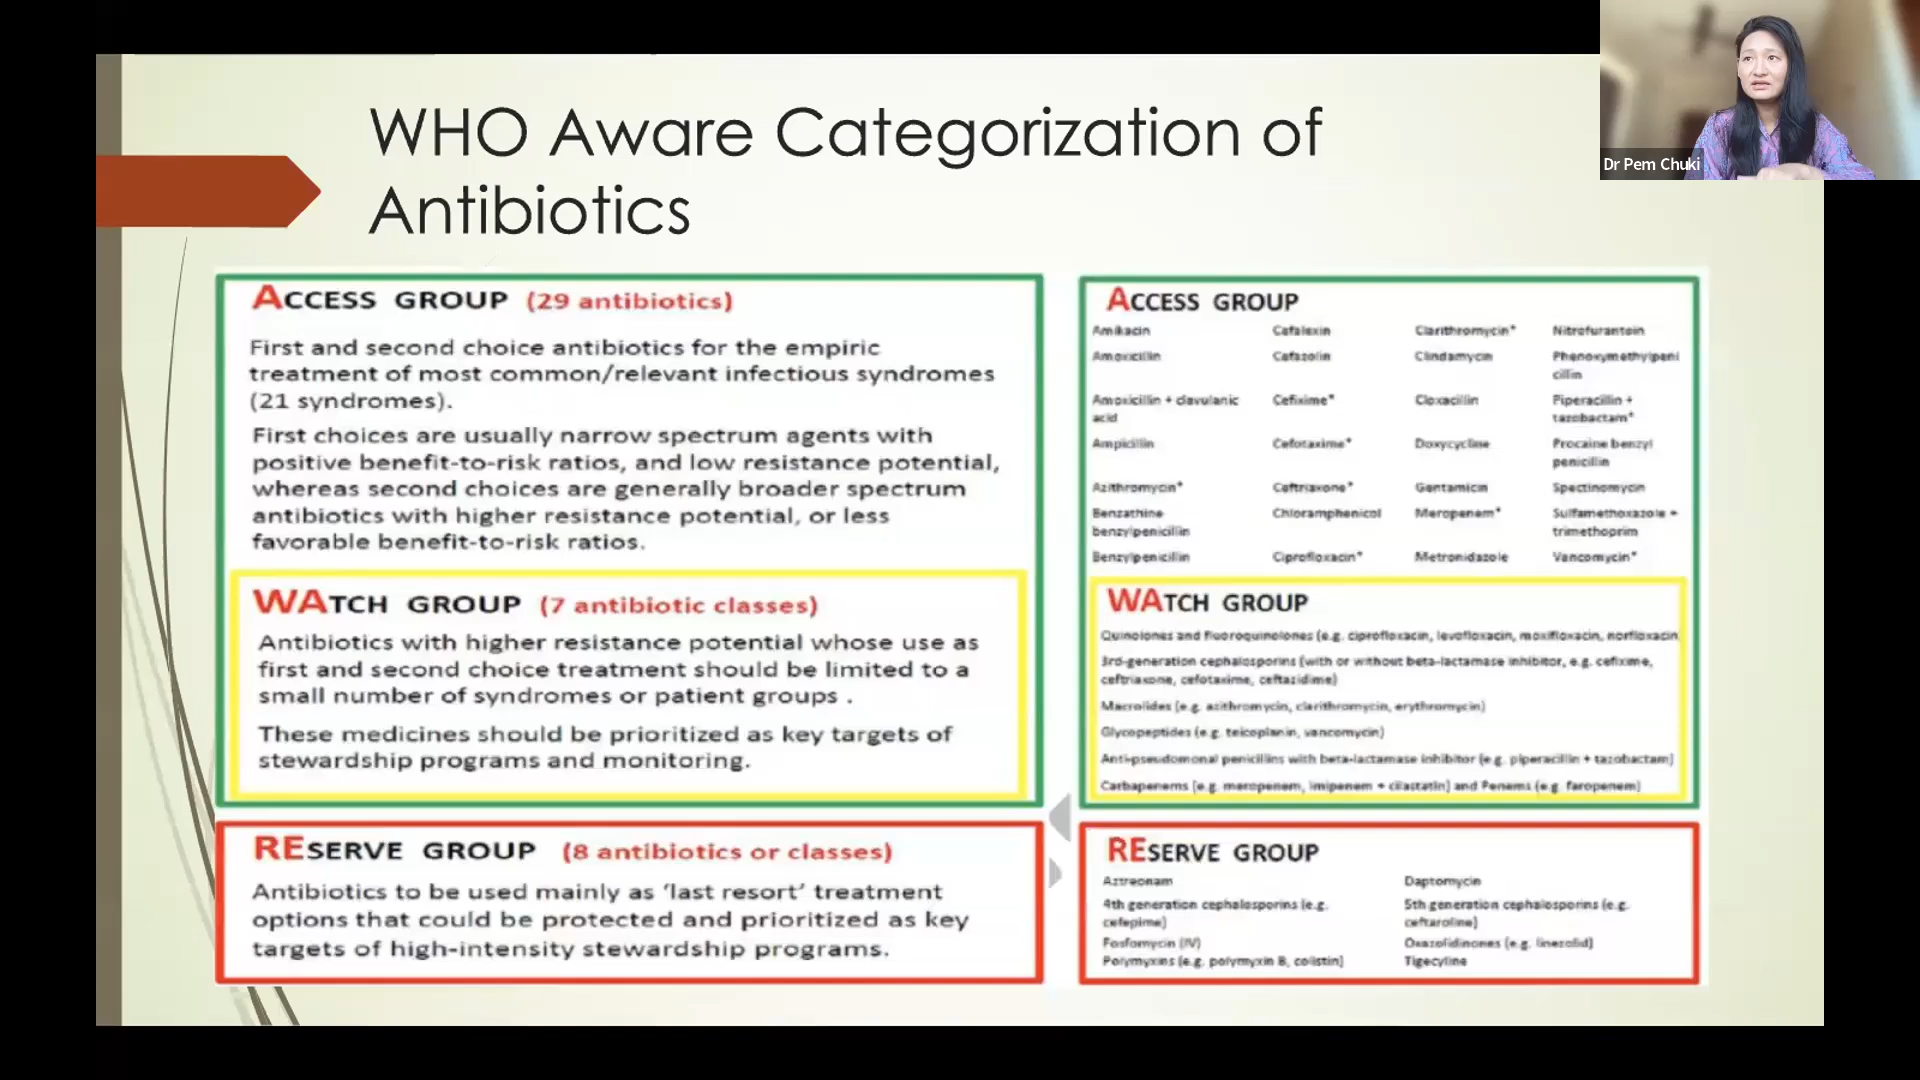 WHO Aware Categorization of
Antibiotics
Dr Pem Chuki
ACCESS GROUP (29 antibiotics)
First and second choice antibiotics for the empiric
treatment of most common/relevant infectious syndromes
(21 syndromes).
First choices are usually narrow spectrum agents with
positive benefit-to-risk ratios, and low resistance potential,
whereas second choices are generally broader spectrum
antibiotics with higher resistance potential, or less
favorable benefit-to-risk ratios.
WATCH GROUP (7 antibiotic classes)
Antibiotics with higher resistance potential whose use as
first and second choice treatment should be limited to a
small number of syndromes or patient groups .
These medicines should be prioritized as key targets of
stewardship programs and monitoring.
RESERVE GROUP (8 antibiotics or classes)
Antibiotics to be used mainly as ‘last resort’ treatment
options that could be protected and prioritized as key
targets of high-intensity stewardship programs.
ACCESS GROUP
Amikacin Cefalexin Clarithromycin* Nitrofurantoin
Amoxicillin Cefazolin Clindamycin Phenoxymethylpeni
cillin
Amoxicillin + clavulanic Cefixime* Cloxacillin Piperacillin +
acid tazobactam*
Ampicillin Cefotaxime* Doxycycline Procaine benzyl
penicillin
Azithromycin* Ceftriaxone* Gentamicin Spectinomycin
Benzathine Chloramphenicol Meropenem* Sulfamethoxazole +
benzylpenicillin trimethoprim
Benzylpenicillin Ciprofloxacin* Metronidazole Vancomycin*
WATCH GROUP
Quinolones and fluoroquinolones (e.g. ciprofloxacin, levofloxacin, moxifloxacin, norfloxacin
3rd-generation cephalosporins (with or without beta-lactamase inhibitor, e.g. cefixime,
ceftriaxone, cefotaxime, ceftazidime)
Macrolides (e.g. azithromycin, clarithromycin, erythromycin)
Glycopeptides (e.g. teicoplanin, vancomycin)
Anti-pseudomonal penicillins with beta-lactamase inhibitor (e.g. piperacillin + tazobactam)
Carbapenems (e.g. meropenem, imipenem + cilastatin) and Penems (e.g. faropenem)
RESERVE GROUP
Aztreonam Daptomycin
4th generation cephalosporins (e.g. 5th generation cephalosporins (e.g.
cefepime) ceftaroline)
Fosfomycin (IV) Oxazolidinones (e.g. linezolid)
Polymyxins (e.g. polymyxin B, colistin) Tigecyline